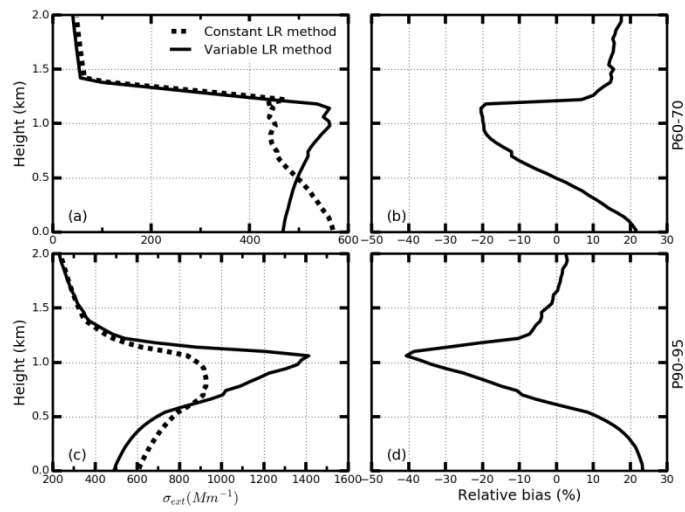 Constant LR method
Variable LR method
Height (km)
2.0
1.5
1.0
0.5
0.0
(a)
0 200 400 600
(b)
−50 −40 −30 −20 −10 0 10 20 30
P60-70
Height (km)
2.0
1.5
1.0
0.5
0.0
(c)
200 400 600 800 1000 1200 1400 1600
σext(Mm−1)
(d)
−50 −40 −30 −20 −10 0 10 20 30
Relative bias (%)
P90-95